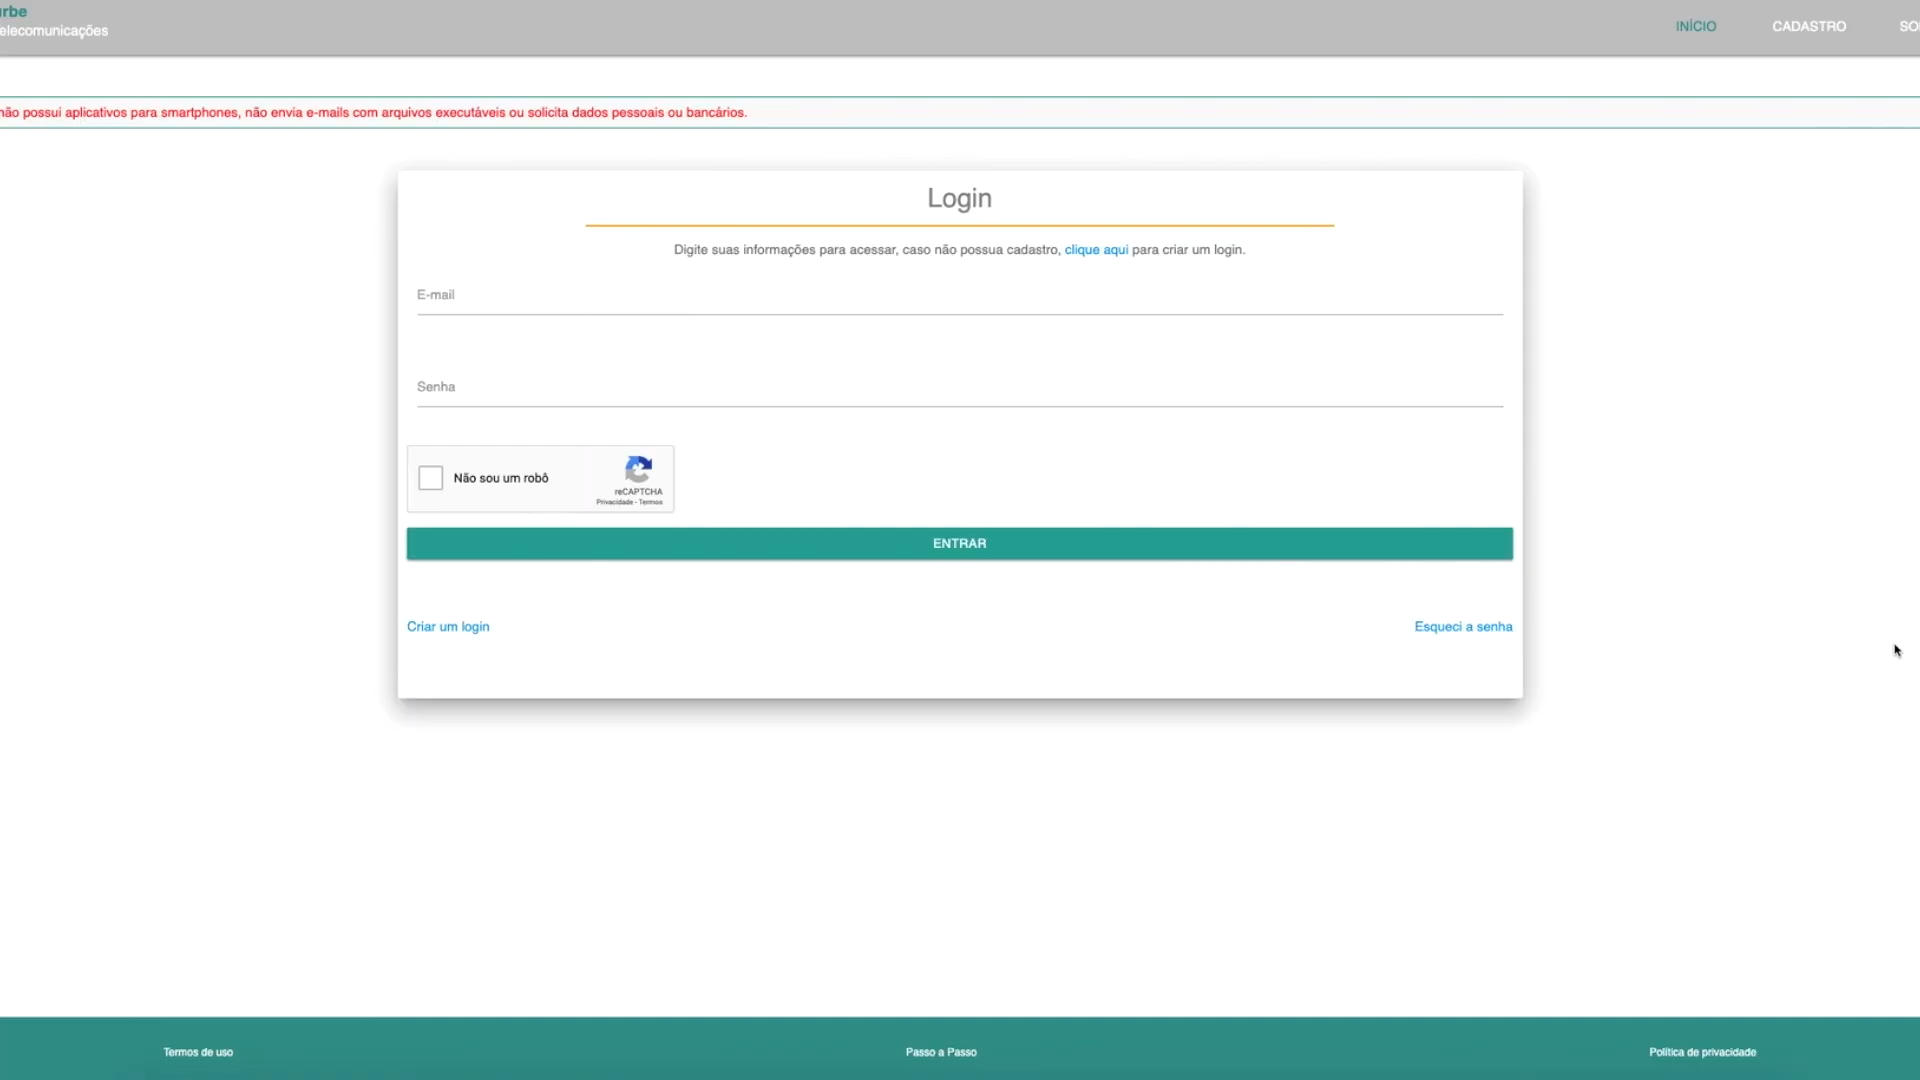 INÍCIO CADASTRO
elecomunicações
não possui aplicativos para smartphones, não envia e-mails com arquivos executáveis ou solicita dados pessoais ou bancários.
Login
Digite suas informações para acessar, caso não possua cadastro, clique aqui para criar um login.
E-mail
Senha
Não sou um robô
reCAPTCHA
Privacidade - Termos
ENTRAR
Criar um login Esqueci a senha
Termos de uso Passo a Passo Política de privacidade